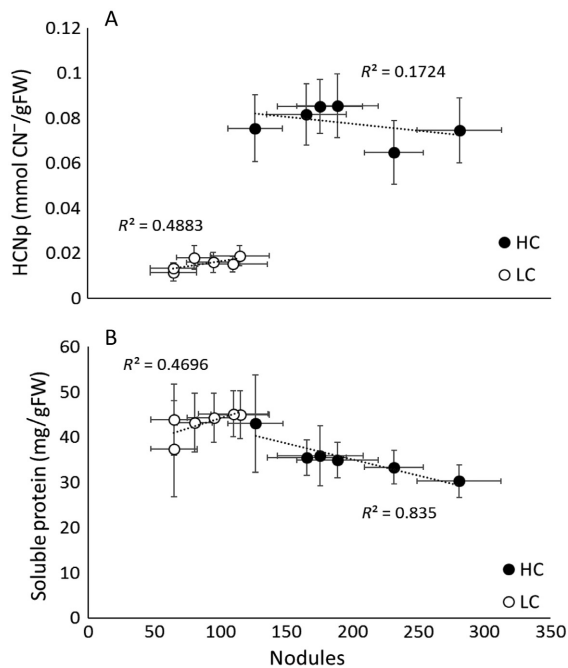 A
0.12
0.1
0.08
0.06
0.04
0.02
0
HCNp (mmol CN⁻/gFW)
R² = 0.1724
R² = 0.4883
HC
LC
B
60
50
40
30
20
10
0
Soluble protein (mg/gFW)
R² = 0.4696
R² = 0.835
HC
LC
0 50 100 150 200 250 300 350
Nodules